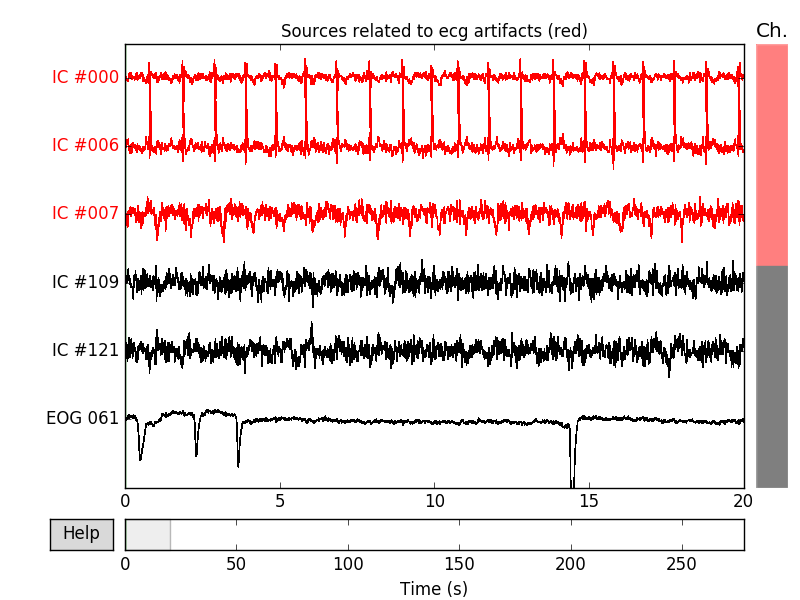 Sources related to ecg artifacts (red)
Ch.
IC #000
IC #006
IC #007
IC #109
IC #121
EOG 061
0 5 10 15 20
Help
0 50 100 150 200 250
Time (s)